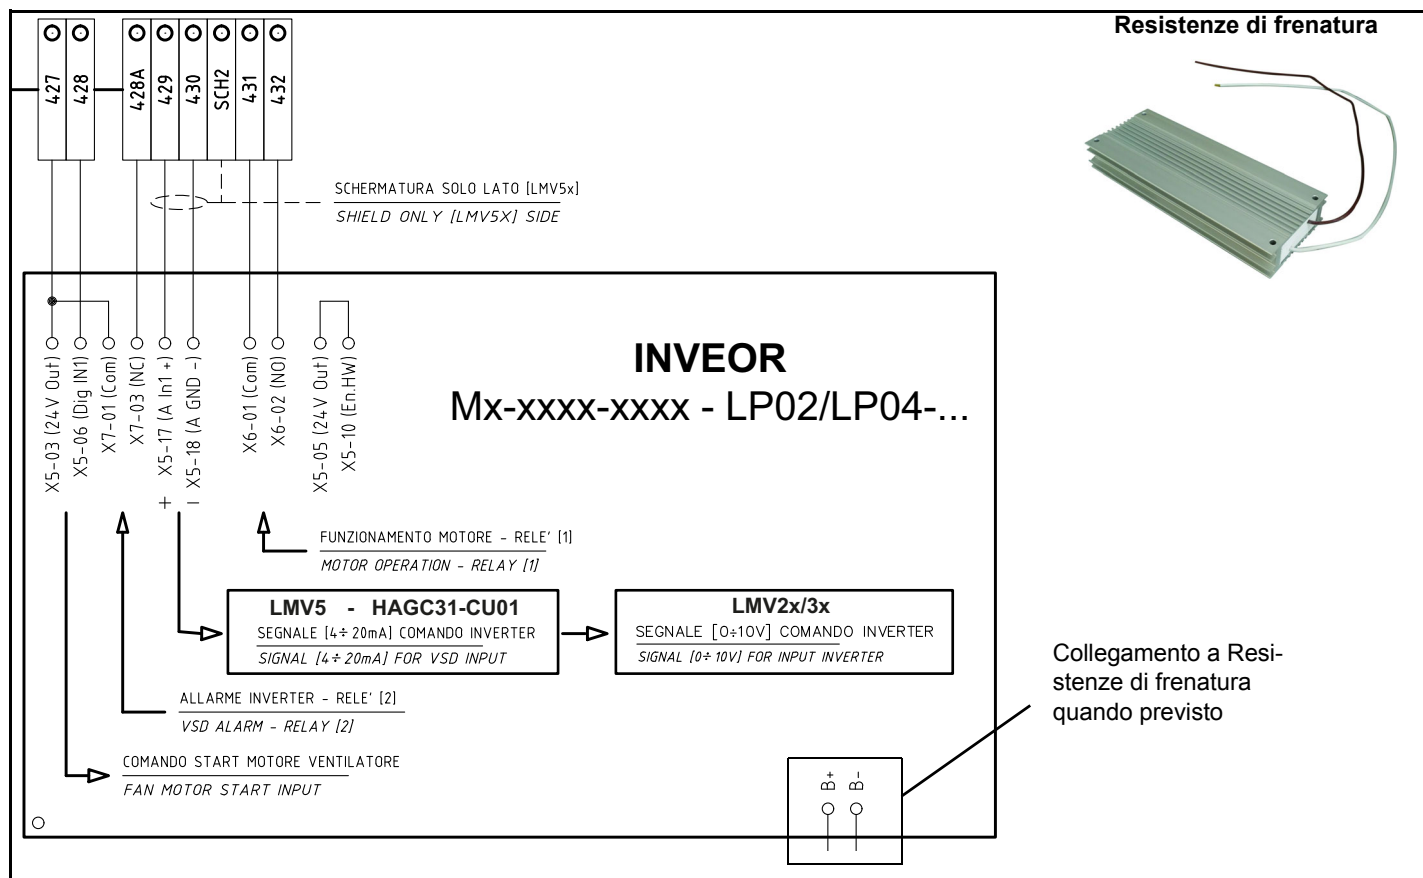 Resistenze di frenatura
427
428
428A
429
430
SCH2
431
432
SCHERMATURA SOLO LATO [LMV5x]
SHIELD ONLY [LMV5X] SIDE
X5-03 (24V Out)
X5-06 (Dig IN1)
X7-01 (Com)
X7-03 (NC)
+ X5-17 (A In1 +)
- X5-18 (A GND -)
X6-01 (Com)
X6-02 (NO)
X5-05 (24V Out)
X5-10 (En.HW)
INVEOR
Mx-xxxx-xxxx - LP02/LP04-...
FUNZIONAMENTO MOTORE - RELE' [1]
MOTOR OPERATION - RELAY [1]
LMV5 - HAGC31-CU01
SEGNALE [4÷20mA] COMANDO INVERTER
SIGNAL [4÷20mA] FOR VSD INPUT
LMV2x/3x
SEGNALE [0÷10V] COMANDO INVERTER
SIGNAL [0÷10V] FOR INPUT INVERTER
ALLARME INVERTER - RELE' [2]
VSD ALARM - RELAY [2]
COMANDO START MOTORE VENTILATORE
FAN MOTOR START INPUT
Collegamento a Resi-
stenze di frenatura
quando previsto
B+
B-